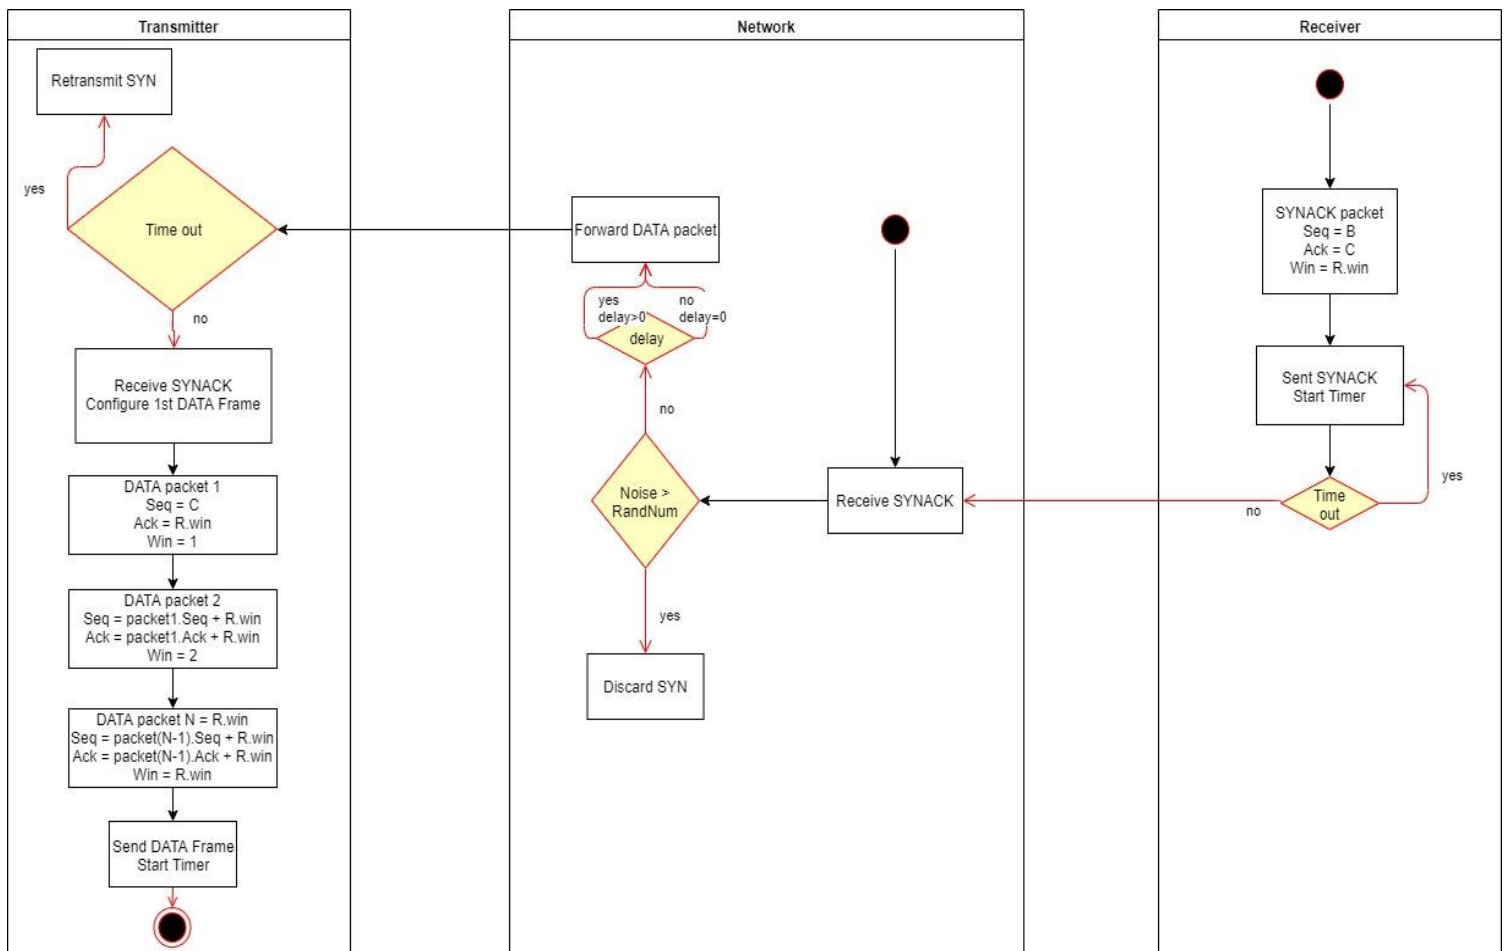 Transmitter
Network
Receiver
Retransmit SYN
yes
Time out
no
Receive SYNACK
Configure 1st DATA Frame
DATA packet 1
Seq = C
Ack = R.win
Win = 1
DATA packet 2
Seq = packet1.Seq + R.win
Ack = packet1.Ack + R.win
Win = 2
DATA packet N = R.win
Seq = packet(N-1).Seq + R.win
Ack = packet(N-1).Ack + R.win
Win = R.win
Send DATA Frame
Start Timer
Forward DATA packet
yes
delay>0
no
delay=0
delay
no
Noise >
RandNum
yes
Discard SYN
Receive SYNACK
SYNACK packet
Seq = B
Ack = C
Win = R.win
Sent SYNACK
Start Timer
yes
Time
out
no